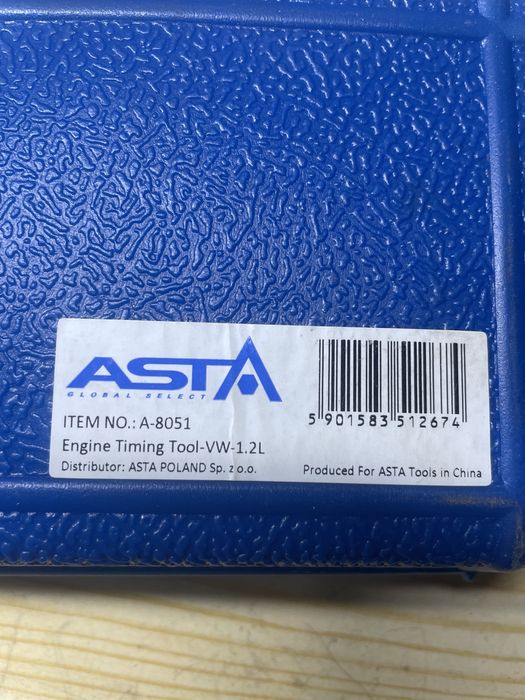 ASTA
GLOBAL SELECT
ITEM NO.: A-8051
Engine Timing Tool-VW-1.2L
Distributor: ASTA POLAND Sp. z.o.o.
5 901583 512674
Produced For ASTA Tools in China